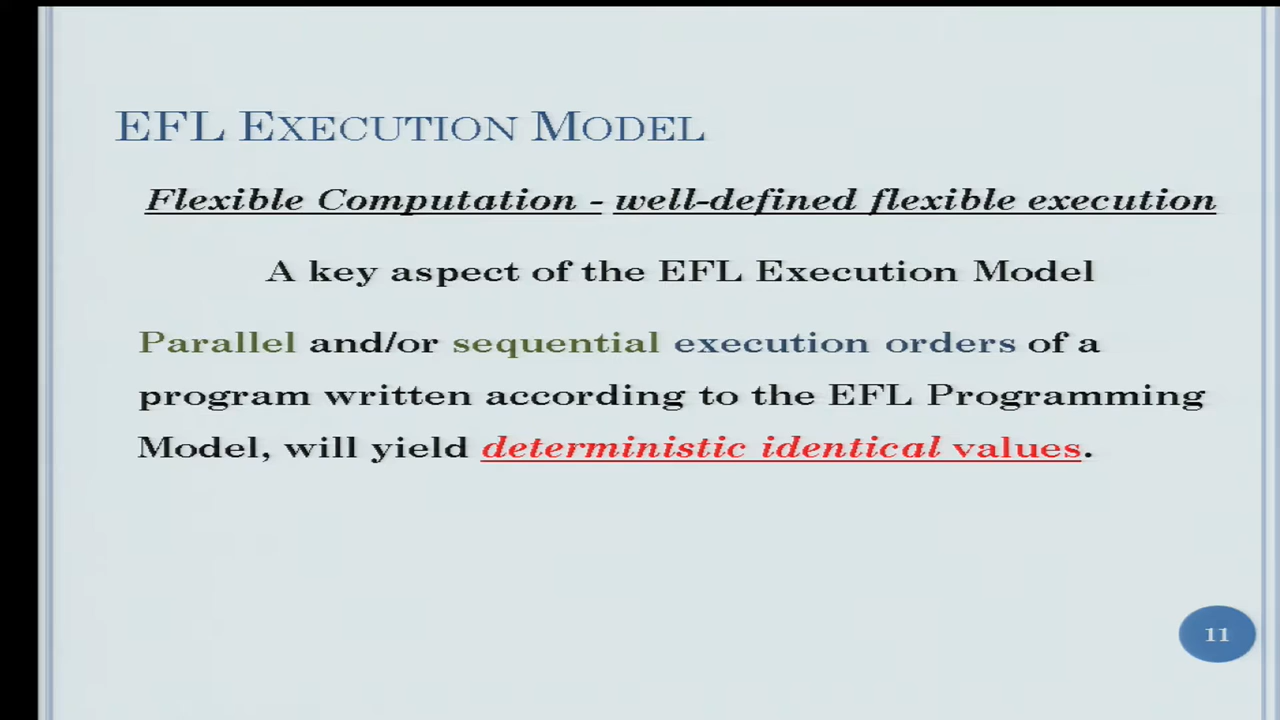 EFL EXECUTION MODEL
Flexible Computation - well-defined flexible execution
A key aspect of the EFL Execution Model
Parallel and/or sequential execution orders of a
program written according to the EFL Programming
Model, will yield deterministic identical values.
11